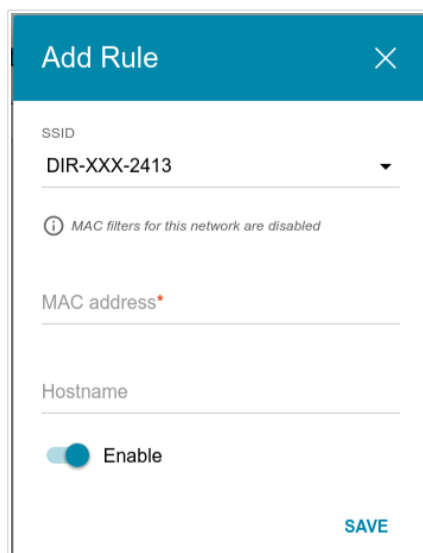 Add Rule
SSID
DIR-XXX-2413
MAC filters for this network are disabled
MAC address*
Hostname
Enable
SAVE